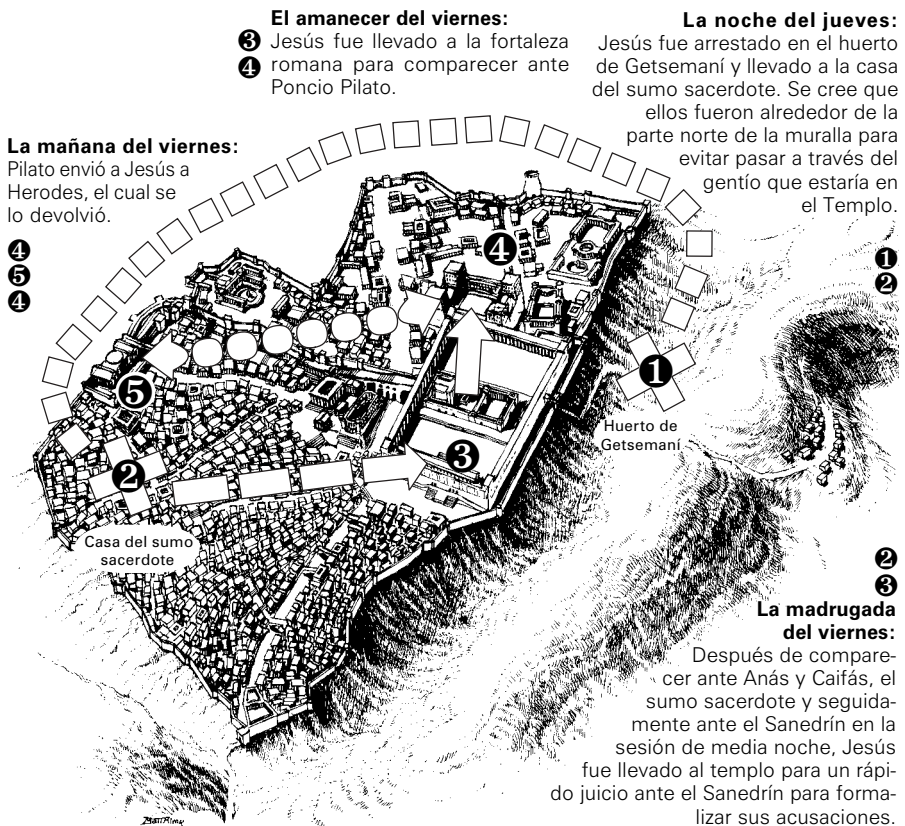 El amanecer del viernes:
❸ Jesús fue llevado a la fortaleza
❹ romana para comparecer ante
Poncio Pilato.
La noche del jueves:
Jesús fue arrestado en el huerto
de Getsemaní y llevado a la casa
del sumo sacerdote. Se cree que
ellos fueron alrededor de la
parte norte de la muralla para
evitar pasar a través del
gentío que estaría en
el Templo.
❶
❷
La mañana del viernes:
Pilato envió a Jesús a
Herodes, el cual se
lo devolvió.
❹
❺
❹
❹
❶
❺
Huerto de
Getsemaní
❸
❷
Casa del sumo
sacerdote
❷
❸
La madrugada
del viernes:
Después de compare-
cer ante Anás y Caifás, el
sumo sacerdote y seguida-
mente ante el Sanedrín en la
sesión de media noche, Jesús
fue llevado al templo para un rápi-
do juicio ante el Sanedrín para forma-
lizar sus acusaciones.